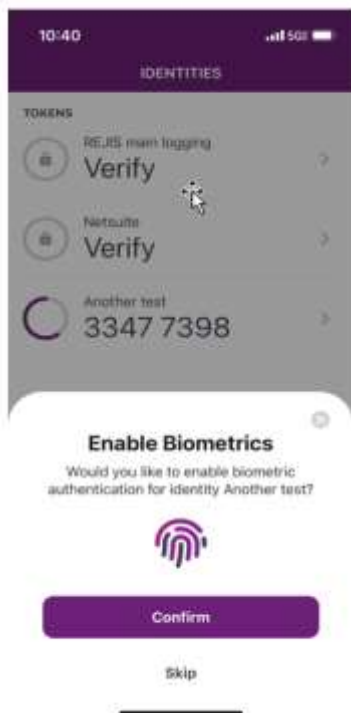 10:40
5GE
IDENTITIES
TOKENS
REJIS main logging
Verify
Netsuite
Verify
Another test
3347 7398
Enable Biometrics
Would you like to enable biometric
authentication for identity Another test?
Confirm
Skip